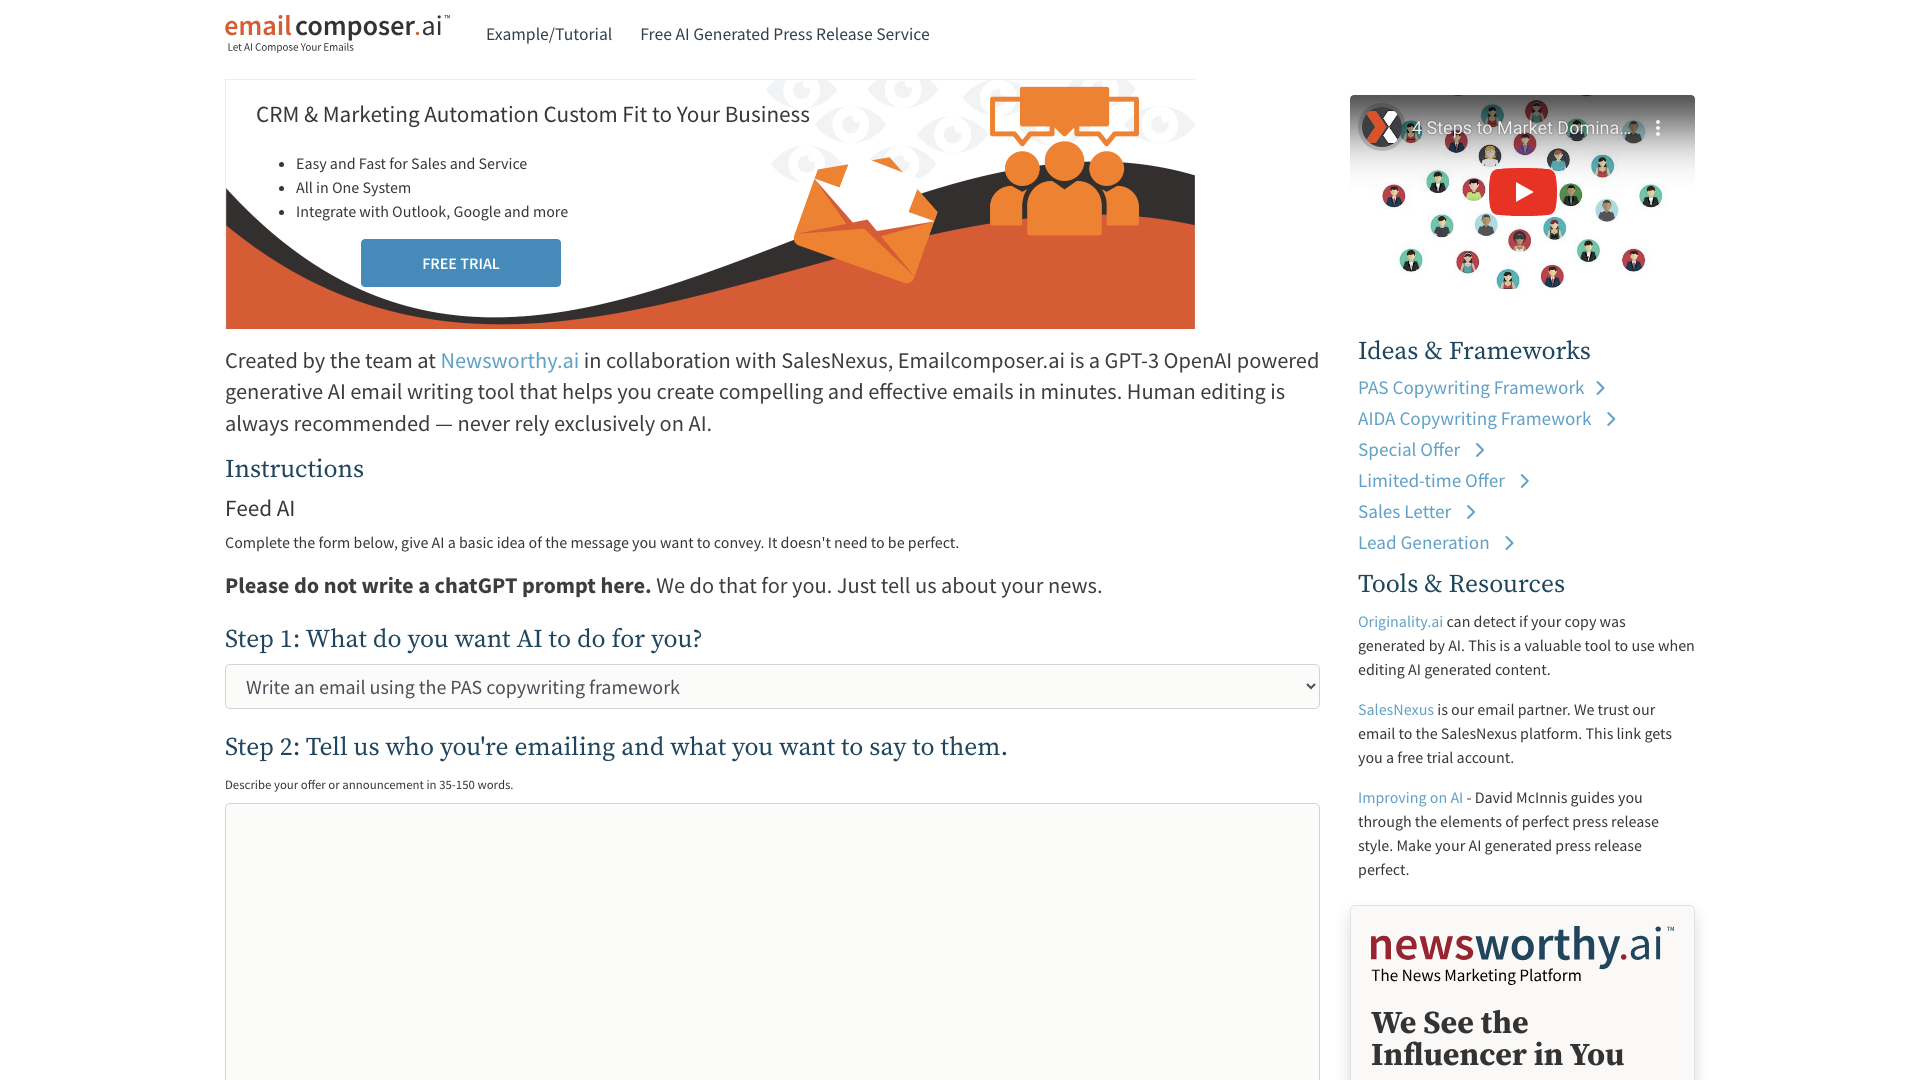 emailcomposer.ai™
Let AI Compose Your Emails
Example/Tutorial
Free AI Generated Press Release Service
CRM & Marketing Automation Custom Fit to Your Business
Easy and Fast for Sales and Service
All in One System
Integrate with Outlook, Google and more
FREE TRIAL
Created by the team at Newsworthy.ai in collaboration with SalesNexus, Emailcomposer.ai is a GPT-3 OpenAI powered
generative AI email writing tool that helps you create compelling and effective emails in minutes. Human editing is
always recommended — never rely exclusively on AI.
Instructions
Feed AI
Complete the form below, give AI a basic idea of the message you want to convey. It doesn't need to be perfect.
Please do not write a chatGPT prompt here. We do that for you. Just tell us about your news.
Step 1: What do you want AI to do for you?
Write an email using the PAS copywriting framework
Step 2: Tell us who you're emailing and what you want to say to them.
Describe your offer or announcement in 35-150 words.
4 Steps to Market Domina...
Ideas & Frameworks
PAS Copywriting Framework
AIDA Copywriting Framework
Special Offer
Limited-time Offer
Sales Letter
Lead Generation
Tools & Resources
Originality.ai can detect if your copy was
generated by AI. This is a valuable tool to use when
editing AI generated content.
SalesNexus is our email partner. We trust our
email to the SalesNexus platform. This link gets
you a free trial account.
Improving on AI - David McInnis guides you
through the elements of perfect press release
style. Make your AI generated press release
perfect.
newsworthy.ai™
The News Marketing Platform
We See the
Influencer in You